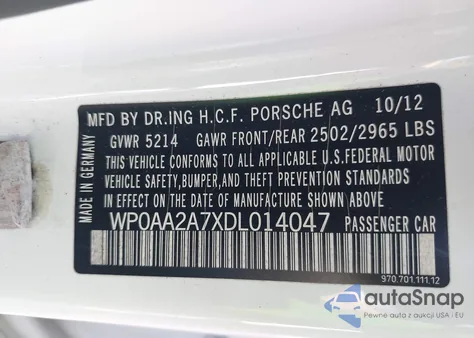 MFD BY DR.ING H.C.F. PORSCHE AG 10/12
GVWR 5214 GAWR FRONT/REAR 2502/2965 LBS
THIS VEHICLE CONFORMS TO ALL APPLICABLE U.S.FEDERAL MOTOR
VEHICLE SAFETY,BUMPER,AND THEFT PREVENTION STANDARDS
IN EFFECT ON THE DATE OF MANUFACTURE SHOWN ABOVE
WP0AA2A7XDL014047 PASSENGER CAR
MADE IN GERMANY
970.701.111.12
autoSnap
Pewne auto z aukcji USA i EU